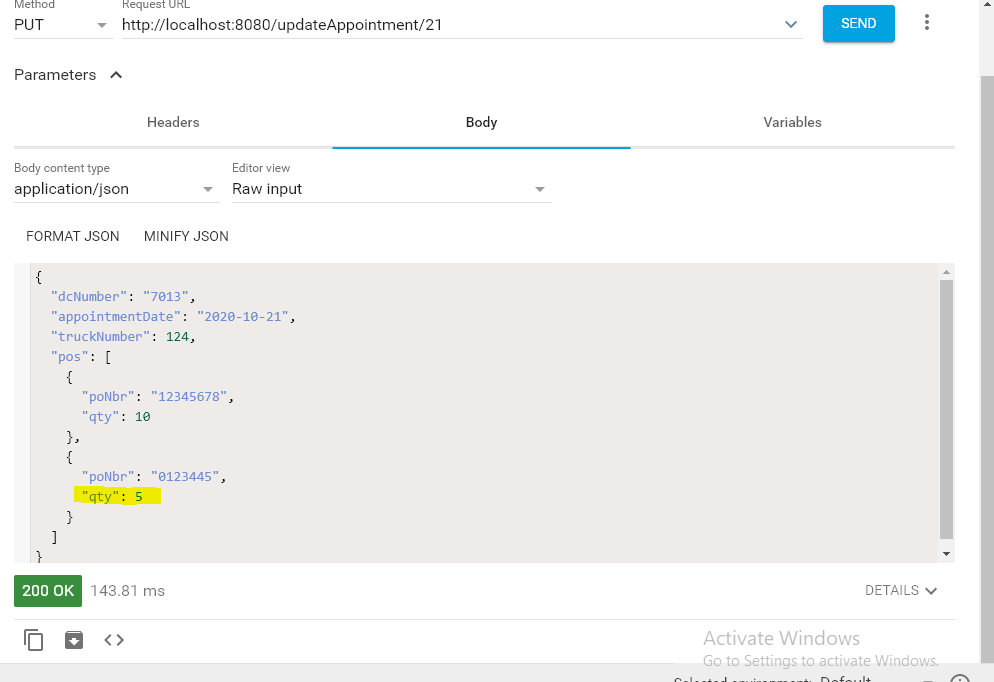 Method Request URL
PUT http://localhost:8080/updateAppointment/21 SEND
Parameters
Headers Body Variables
Body content type Editor view
application/json Raw input
FORMAT JSON MINIFY JSON
{
"dcNumber": "7013",
"appointmentDate": "2020-10-21",
"truckNumber": 124,
"pos": [
{
"poNbr": "12345678",
"qty": 10
},
{
"poNbr": "0123445",
"qty": 5
}
]
}
200 OK 143.81 ms DETAILS
Activate Windows
Go to Settings to activate Windows.
Selected environment: Default